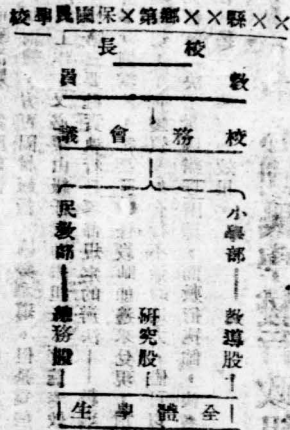 ××縣××鄉第×保國民學校
校長
教員
校務會議
小學部
民教部
教導股
研究股
總務股
全體學生